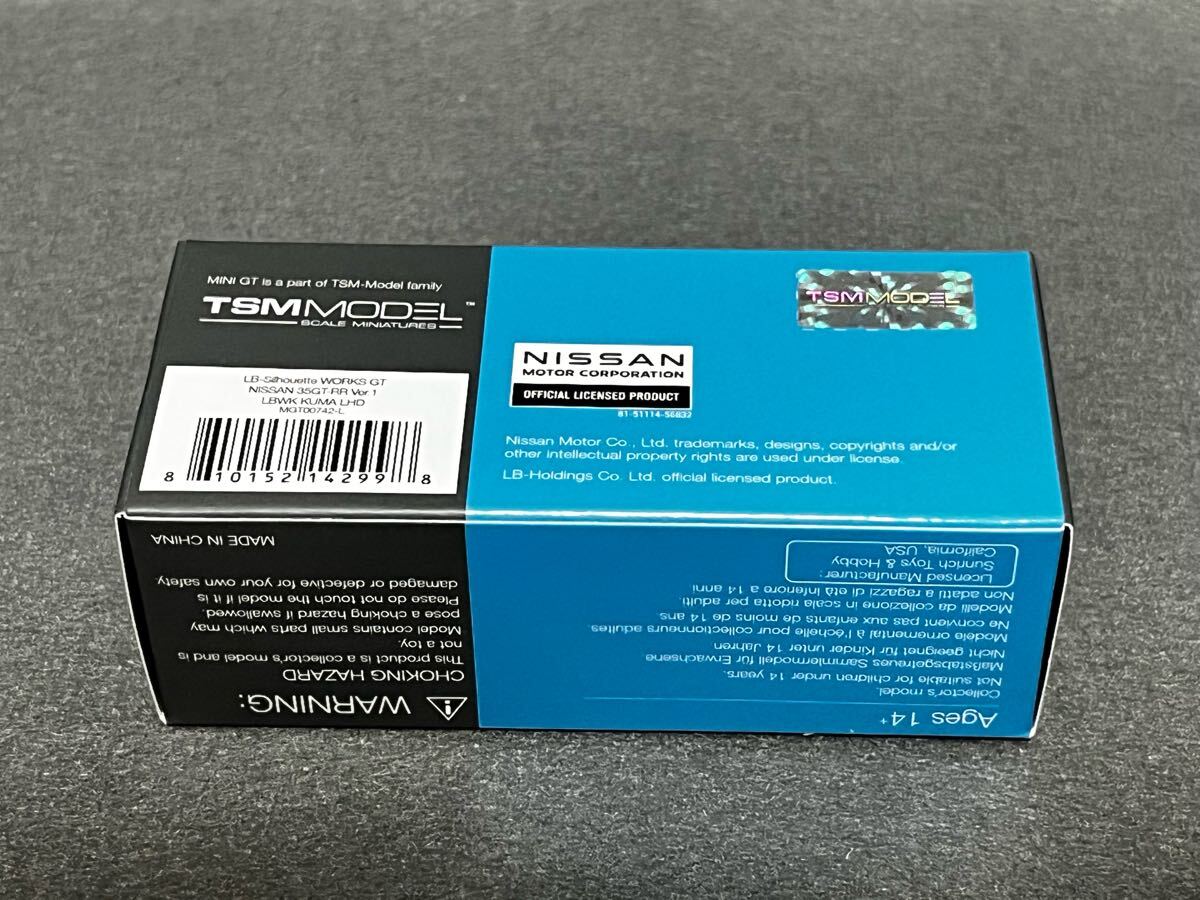 MINI GT is a part of TSM-Model family
TSMMODEL™
SCALE MINIATURES
LB-Silhouette WORKS GT
NISSAN 35GT-RR Ver.1
LBWK KUMA LHD
MGT00742-L
8 10152 14299 8
TSMMODEL
NISSAN
MOTOR CORPORATION
OFFICIAL LICENSED PRODUCT
81-51114-56832
Nissan Motor Co., Ltd. trademarks, designs, copyrights and/or
other intellectual property rights are used under license.
LB-Holdings Co. Ltd. official licensed product.
⚠ WARNING:
CHOKING HAZARD
This product is a collector's model and is
not a toy.
Model contains small parts which may
pose a choking hazard if swallowed.
Please do not touch the model if it is
damaged or defective for your own safety.
MADE IN CHINA
Ages 14+
Collector's model.
Not suitable for children under 14 years.
Maßstabsgetreues Sammlermodell für Erwachsene
Nicht geeignet für Kinder unter 14 Jahren
Modèle ornemental à l'échelle pour collectionneurs adultes.
Ne convient pas aux enfants de moins de 14 ans.
Modelli da collezione in scala ridotta per adulti.
Non adatti a ragazzi di età inferiore a 14 anni
Licensed Manufacturer:
Sunrich Toys & Hobby
California, USA